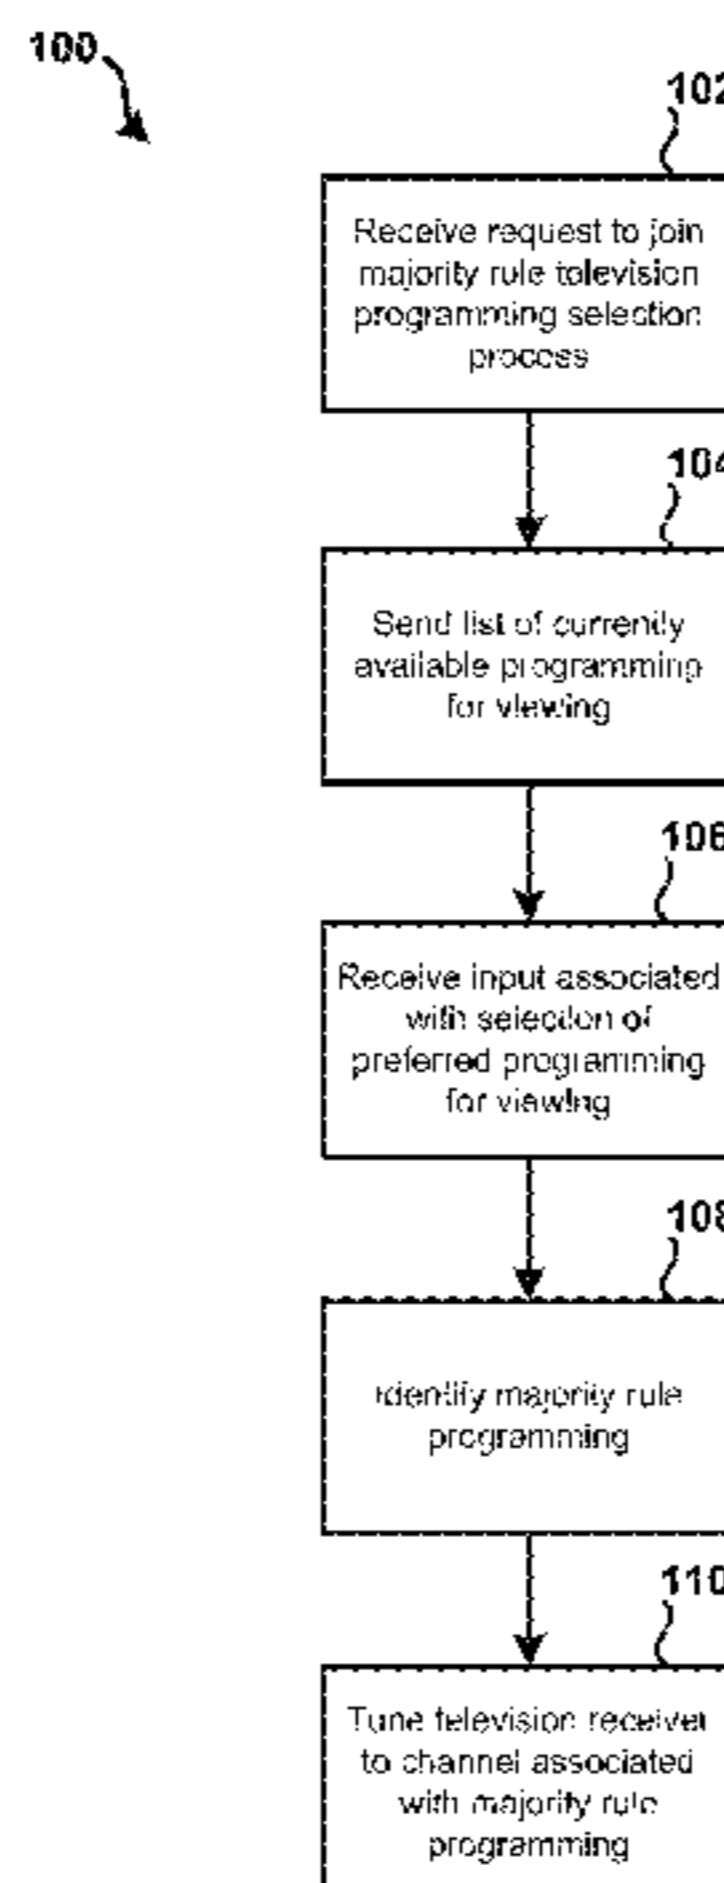 100
102
Receive request to join
majority rule television
programming selection
process
104
Send list of currently
available programming
for viewing
106
Receive input associated
with selection of
preferred programming
for viewing
108
Identify majority rule
programming
110
Tune television receiver
to channel associated
with majority rule
programming